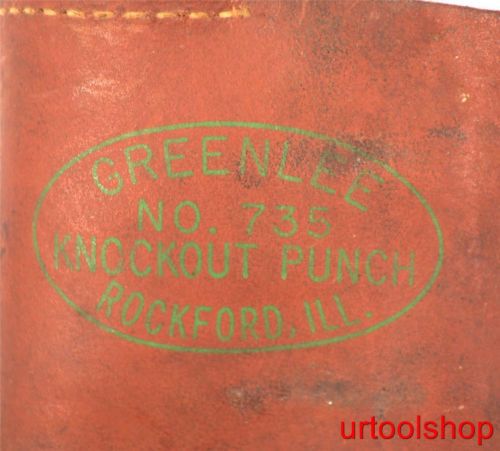 GREENLEE
NO. 735
KNOCKOUT PUNCH
ROCKFORD, ILL.
urtoolshop